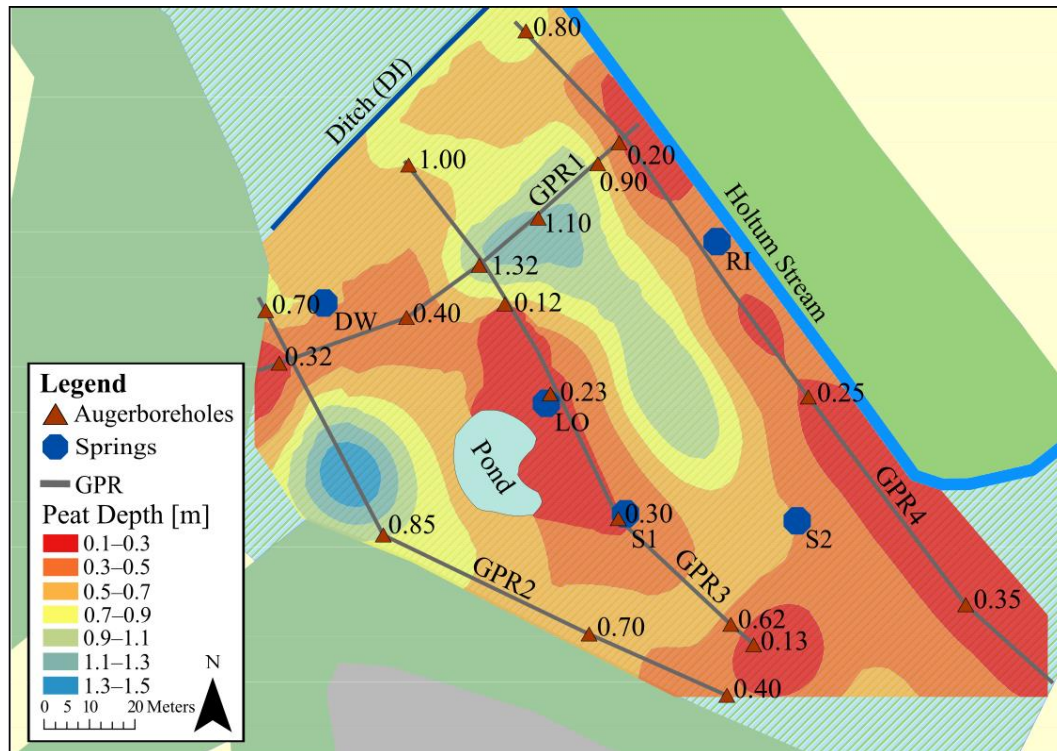 0.80
Ditch (DI)
0.20
1.00
GPR1
0.90
1.10
Holtum Stream
RI
1.32
0.70
DW
0.40
0.12
0.32
0.23
LO
0.25
Pond
GPR4
0.30
S1
S2
0.85
GPR2
GPR3
0.35
0.62
0.70
0.13
0.40
Legend
Augerboreholes
Springs
GPR
Peat Depth [m]
0.1–0.3
0.3–0.5
0.5–0.7
0.7–0.9
0.9–1.1
1.1–1.3
1.3–1.5
N
0 5 10 20 Meters